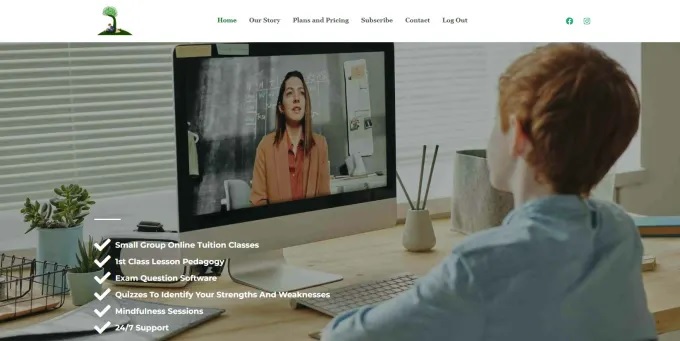 Home
Our Story
Plans and Pricing
Subscribe
Contact
Log Out
Small Group Online Tuition Classes
1st Class Lesson Pedagogy
Exam Question Software
Quizzes To Identify Your Strengths And Weaknesses
Mindfulness Sessions
24/7 Support